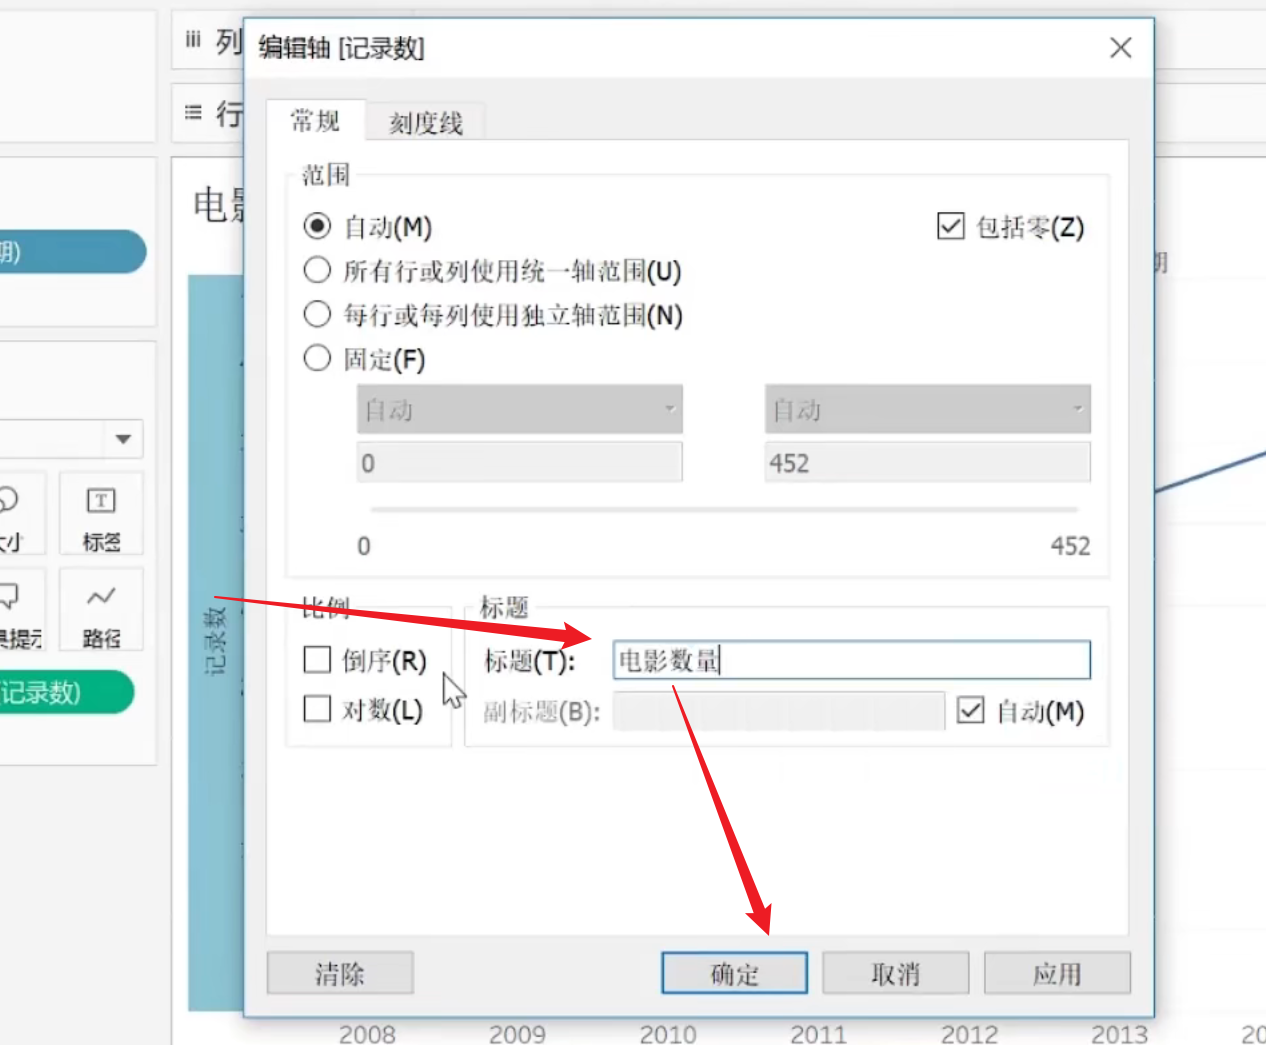 列
编辑轴 [记录数]
行
常规
刻度线
范围
电影
自动(M)
包括零(Z)
期)
期
所有行或列使用统一轴范围(U)
每行或每列使用独立轴范围(N)
固定(F)
自动
自动
0
452
0
452
大小
标签
比例
标题
记录数
提示
路径
倒序(R)
标题(T):
电影数量
记录数)
对数(L)
副标题(B):
自动(M)
清除
确定
取消
应用
2008
2009
2010
2011
2012
2013
20